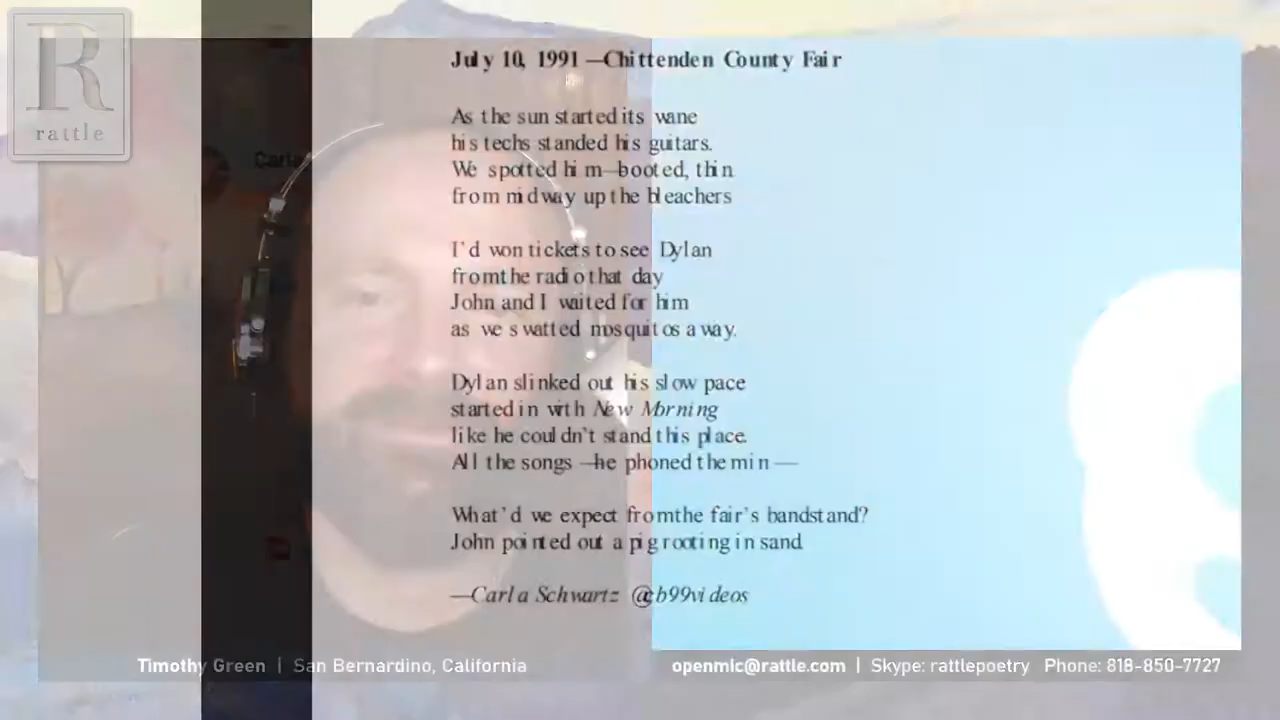 R
rattle
Carla
July 10, 1991 —Chittenden County Fair
As the sun started its wane
his techs standed his guitars.
We spotted him—booted, thin
from midway up the bleachers
I'd won tickets to see Dylan
from the radio that day
John and I waited for him
as we swatted mosquitos away.
Dylan slinked out his slow pace
started in with New Morning
like he couldn't stand this place.
All the songs —he phoned them in —
What'd we expect from the fair's bandstand?
John pointed out a pig rooting in sand.
—Carla Schwartz @cb99videos
Timothy Green | San Bernardino, California
openmic@rattle.com | Skype: rattlepoetry Phone: 818-850-7727